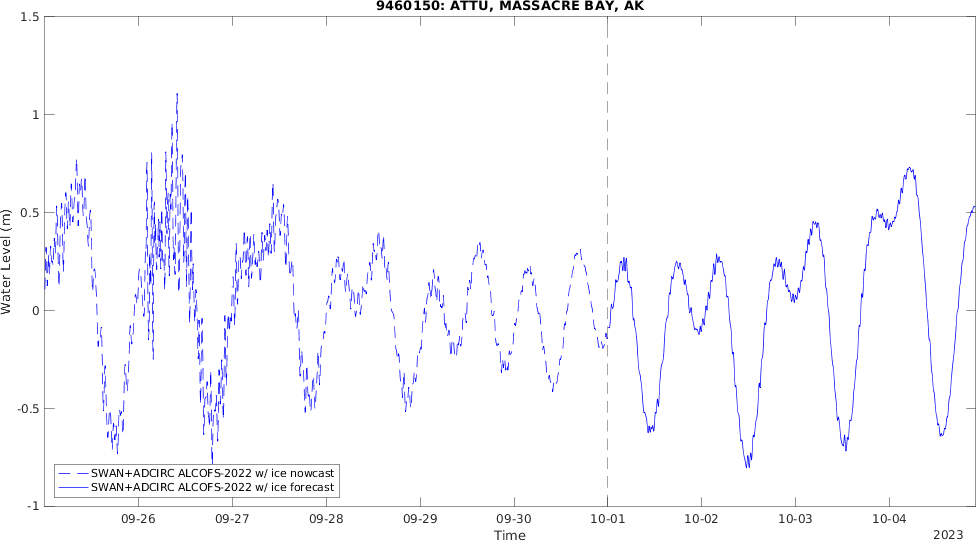 9460150: ATTU, MASSACRE BAY, AK
1.5
1
0.5
0
-0.5
-1
Water Level (m)
SWAN+ADCIRC ALCOFS-2022 w/ ice nowcast
SWAN+ADCIRC ALCOFS-2022 w/ ice forecast
09-26 09-27 09-28 09-29 09-30 10-01 10-02 10-03 10-04
Time
2023